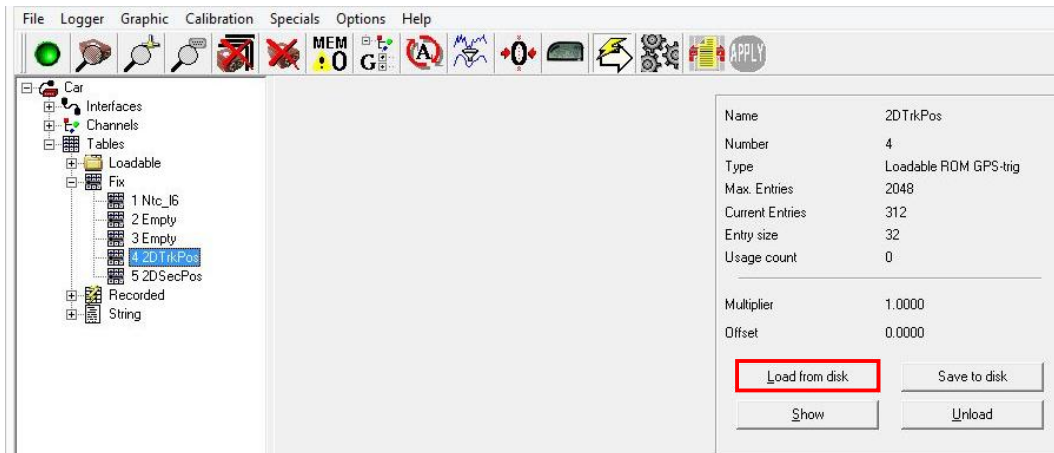 File Logger Graphic Calibration Specials Options Help
MEM
0 G A 0 APPLY
Car
Interfaces
Channels
Tables
Loadable
Fix
1 Ntc_I6
2 Empty
3 Empty
4 2DTrkPos
5 2DSecPos
Recorded
String
Name 2DTrkPos
Number 4
Type Loadable ROM GPS-trig
Max. Entries 2048
Current Entries 312
Entry size 32
Usage count 0
Multiplier 1.0000
Offset 0.0000
Load from disk Save to disk
Show Unload